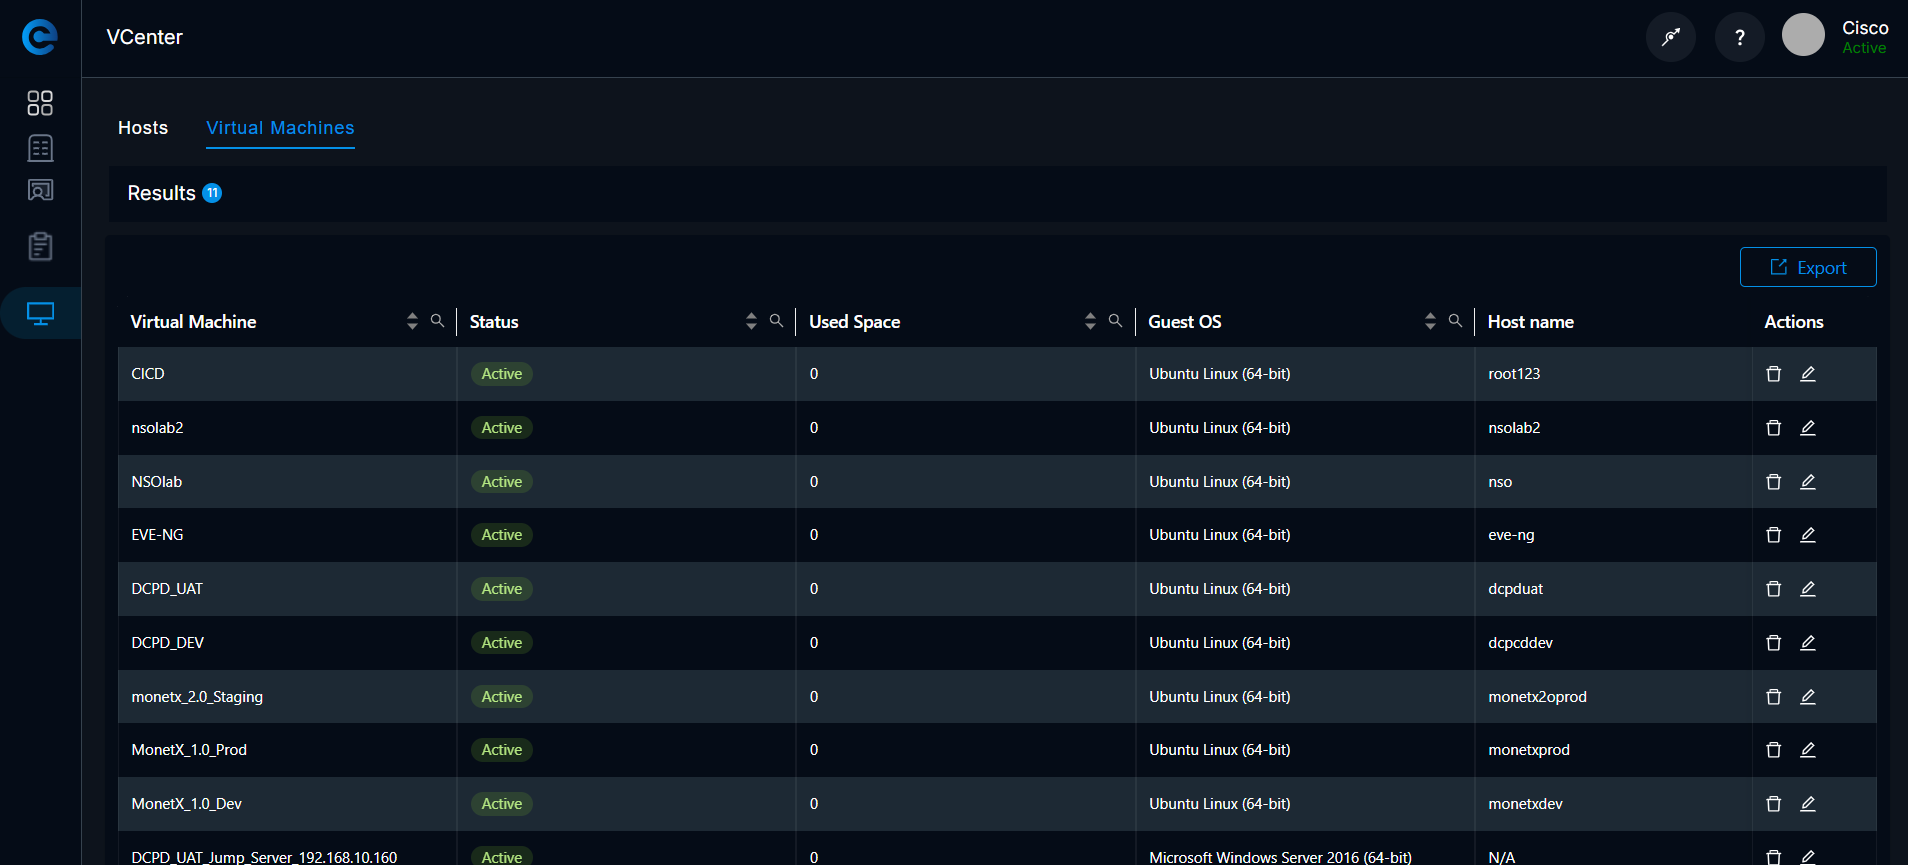 VCenter
?
Cisco
Active
Hosts Virtual Machines
Results 11
Export
Virtual Machine Status Used Space Guest OS Host name Actions
CICD Active 0 Ubuntu Linux (64-bit) root123
nsolab2 Active 0 Ubuntu Linux (64-bit) nsolab2
NSOlab Active 0 Ubuntu Linux (64-bit) nso
EVE-NG Active 0 Ubuntu Linux (64-bit) eve-ng
DCPD_UAT Active 0 Ubuntu Linux (64-bit) dcpduat
DCPD_DEV Active 0 Ubuntu Linux (64-bit) dcpcddev
monetx_2.0_Staging Active 0 Ubuntu Linux (64-bit) monetx2oprod
MonetX_1.0_Prod Active 0 Ubuntu Linux (64-bit) monetxprod
MonetX_1.0_Dev Active 0 Ubuntu Linux (64-bit) monetxdev
DCPD_UAT_Jump_Server_192.168.10.160 Active 0 Microsoft Windows Server 2016 (64-bit) N/A